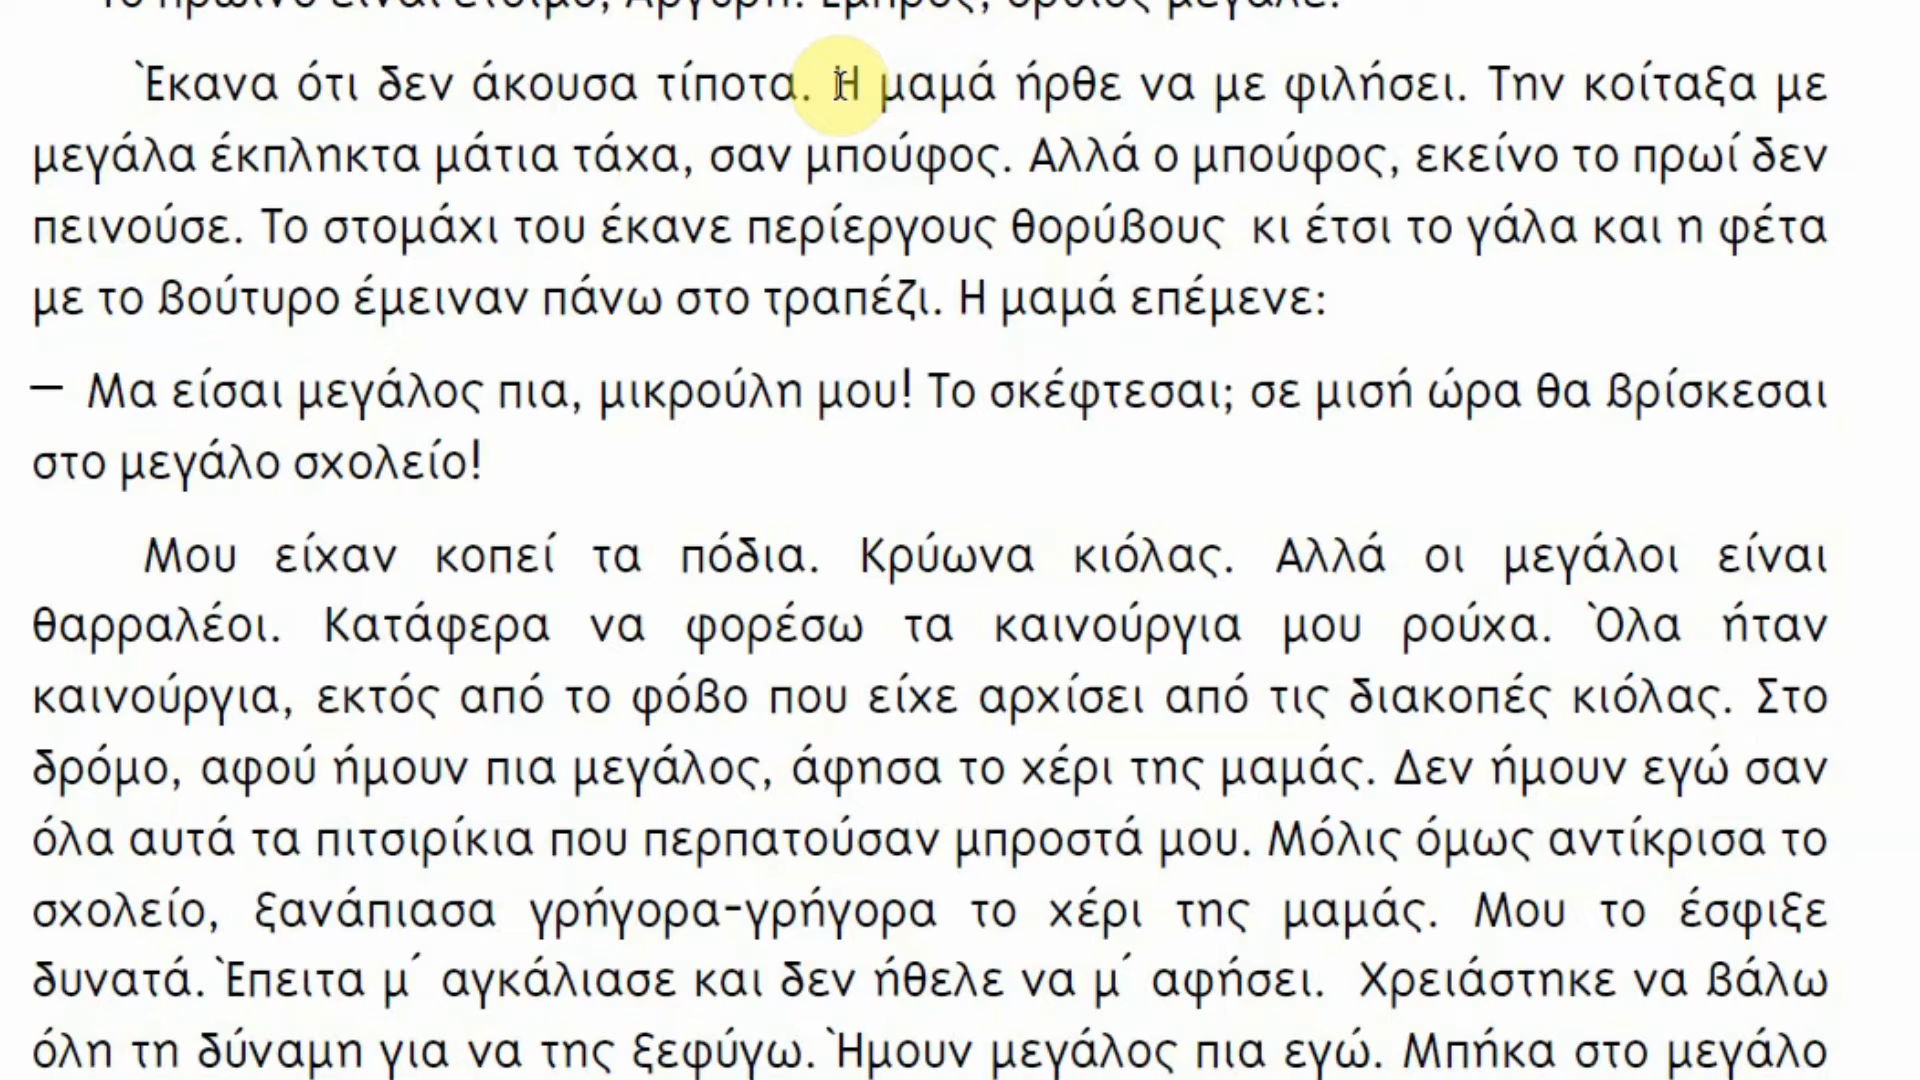 Το πρωινό είναι έτοιμο, Αργύρη. Εμπρός, όρθιος μεγάλε.
Έκανα ότι δεν άκουσα τίποτα. Η μαμά ήρθε να με φιλήσει. Την κοίταξα με
μεγάλα έκπληκτα μάτια τάχα, σαν μπούφος. Αλλά ο μπούφος, εκείνο το πρωί δεν
πεινούσε. Το στομάχι του έκανε περίεργους θορύβους κι έτσι το γάλα και η φέτα
με το βούτυρο έμειναν πάνω στο τραπέζι. Η μαμά επέμενε:
– Μα είσαι μεγάλος πια, μικρούλη μου! Το σκέφτεσαι; σε μισή ώρα θα βρίσκεσαι
στο μεγάλο σχολείο!
Μου είχαν κοπεί τα πόδια. Κρύωνα κιόλας. Αλλά οι μεγάλοι είναι
θαρραλέοι. Κατάφερα να φορέσω τα καινούργια μου ρούχα. Όλα ήταν
καινούργια, εκτός από το φόβο που είχε αρχίσει από τις διακοπές κιόλας. Στο
δρόμο, αφού ήμουν πια μεγάλος, άφησα το χέρι της μαμάς. Δεν ήμουν εγώ σαν
όλα αυτά τα πιτσιρίκια που περπατούσαν μπροστά μου. Μόλις όμως αντίκρισα το
σχολείο, ξανάπιασα γρήγορα-γρήγορα το χέρι της μαμάς. Μου το έσφιξε
δυνατά. Έπειτα μ΄ αγκάλιασε και δεν ήθελε να μ΄ αφήσει. Χρειάστηκε να βάλω
όλη τη δύναμη για να της ξεφύγω. Ήμουν μεγάλος πια εγώ. Μπήκα στο μεγάλο